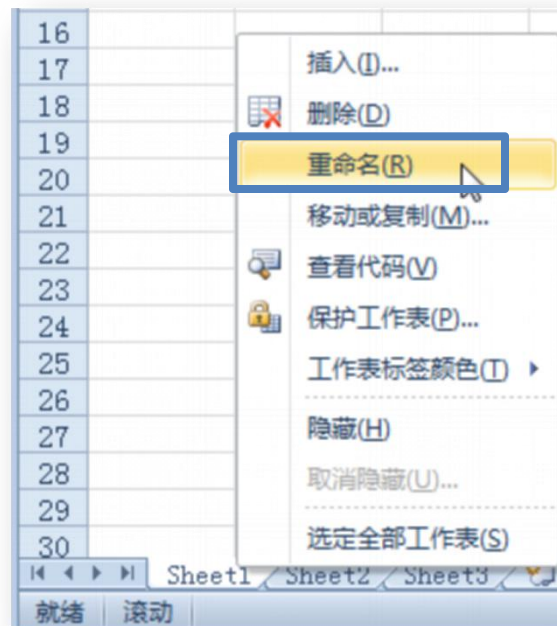 16
17
18
19
20
21
22
23
24
25
26
27
28
29
30
插入(I)...
删除(D)
重命名(R)
移动或复制(M)...
查看代码(V)
保护工作表(P)...
工作表标签颜色(T)
隐藏(H)
取消隐藏(U)...
选定全部工作表(S)
Sheet1 Sheet2 Sheet3
就绪 滚动